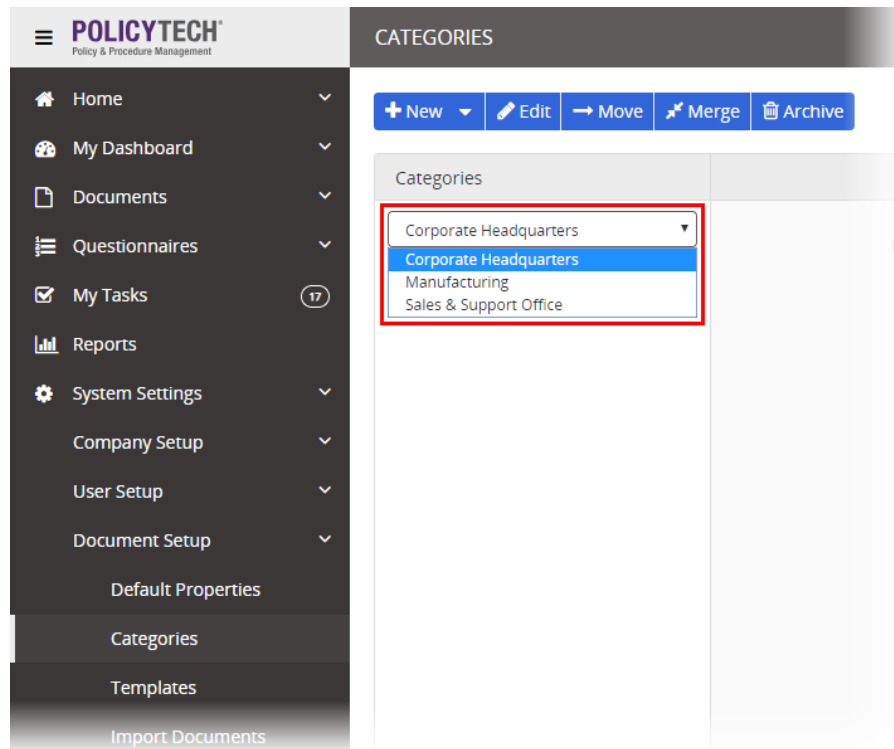 POLICYTECH®
Policy & Procedure Management
CATEGORIES
Home
My Dashboard
Documents
Questionnaires
My Tasks 17
Reports
System Settings
Company Setup
User Setup
Document Setup
Default Properties
Categories
Templates
Import Documents
New Edit Move Merge Archive
Categories
Corporate Headquarters
Corporate Headquarters
Manufacturing
Sales & Support Office